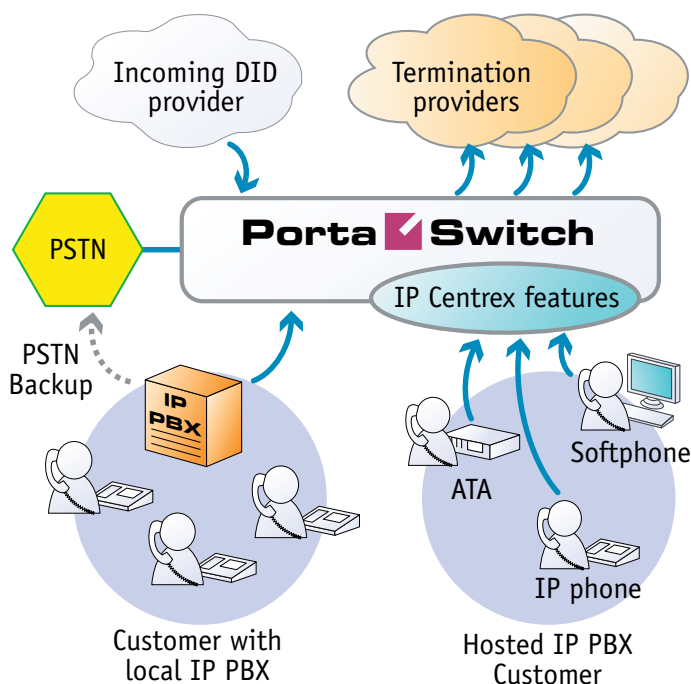 Incoming DID
provider
Termination
providers
Porta Switch
PSTN
IP Centrex features
PSTN
Backup
IP
PBX
Softphone
ATA
IP phone
Customer with
local IP PBX
Hosted IP PBX
Customer